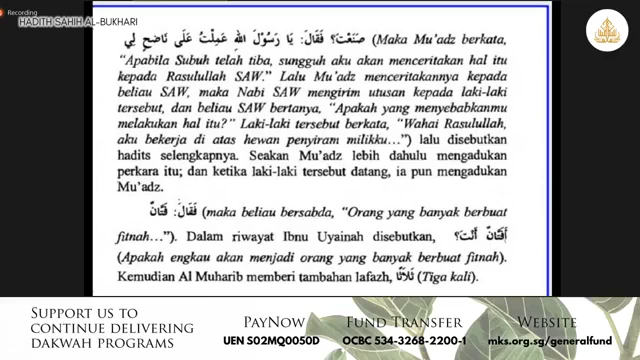 Recording
HADITH SAHIH AL-BUKHARI
صَنَعْتَ؟ فَقَالَ: يَا رَسُوْلَ اللهِ عَمِلْتُ عَلَى نَاضِحٍ لِي (Maka Mu'adz berkata,
"Apabila Subuh telah tiba, sungguh aku akan menceritakan hal itu
kepada Rasulullah SAW." Lalu Mu'adz menceritakannya kepada
beliau SAW, maka Nabi SAW mengirim utusan kepada laki-laki
tersebut, dan beliau SAW bertanya, "Apakah yang menyebabkanmu
melakukan hal itu?" Laki-laki tersebut berkata, "Wahai Rasulullah,
aku bekerja di atas hewan penyiram milikku...") lalu disebutkan
hadits selengkapnya. Seakan Mu'adz lebih dahulu mengadukan
perkara itu; dan ketika laki-laki tersebut datang, ia pun mengadukan
Mu'adz.
فَقَالَ: فَتَّانٌ (maka beliau bersabda, "Orang yang banyak berbuat
fitnah..."). Dalam riwayat Ibnu Uyainah disebutkan, أَفَتَّانٌ أَنْتَ؟
(Apakah engkau akan menjadi orang yang banyak berbuat fitnah).
Kemudian Al Muharib memberi tambahan lafazh, ثَلاَثًا (Tiga kali).
Support us to
continue delivering
dakwah programs
PayNow
UEN S02MQ0050D
Fund Transfer
OCBC 534-3268-2200-1
Website
mks.org.sg/generalfund